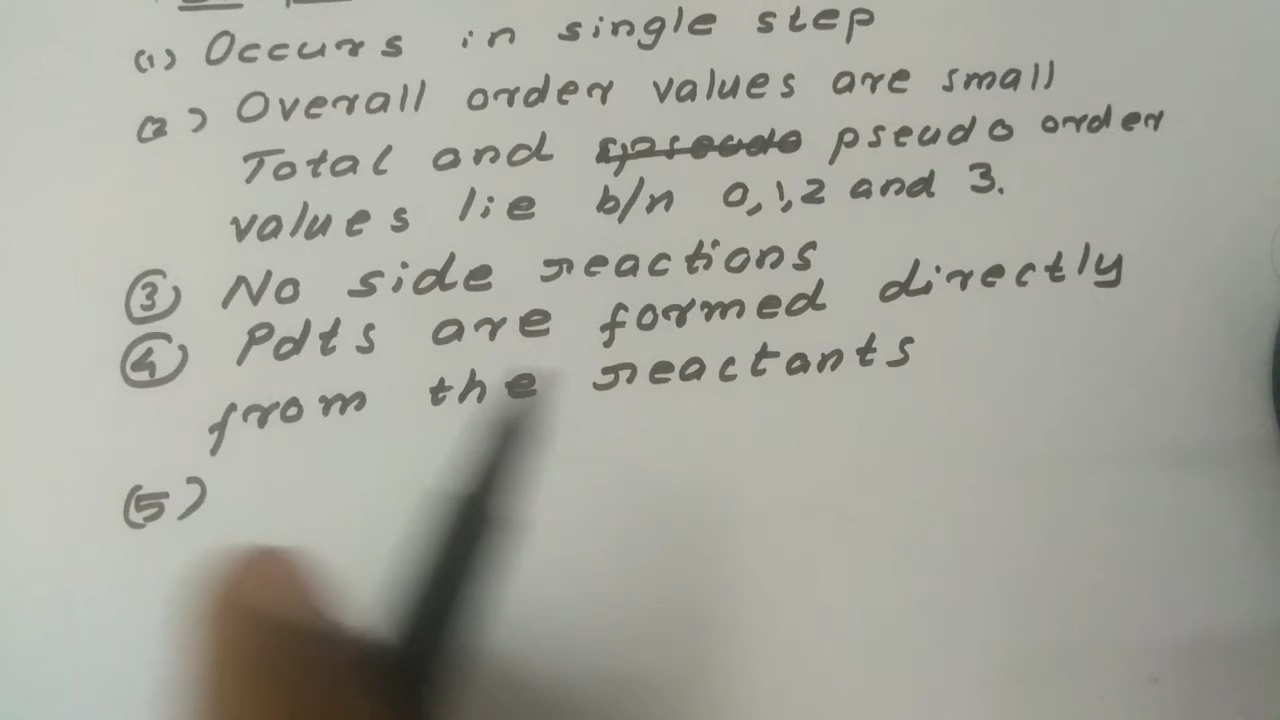 (1) Occurs in single step
(2) Overall order values are small
Total and pseudo order
values lie b/n 0,1,2 and 3.
(3) No side reactions
(4) Pdts are formed directly
from the reactants
(5)